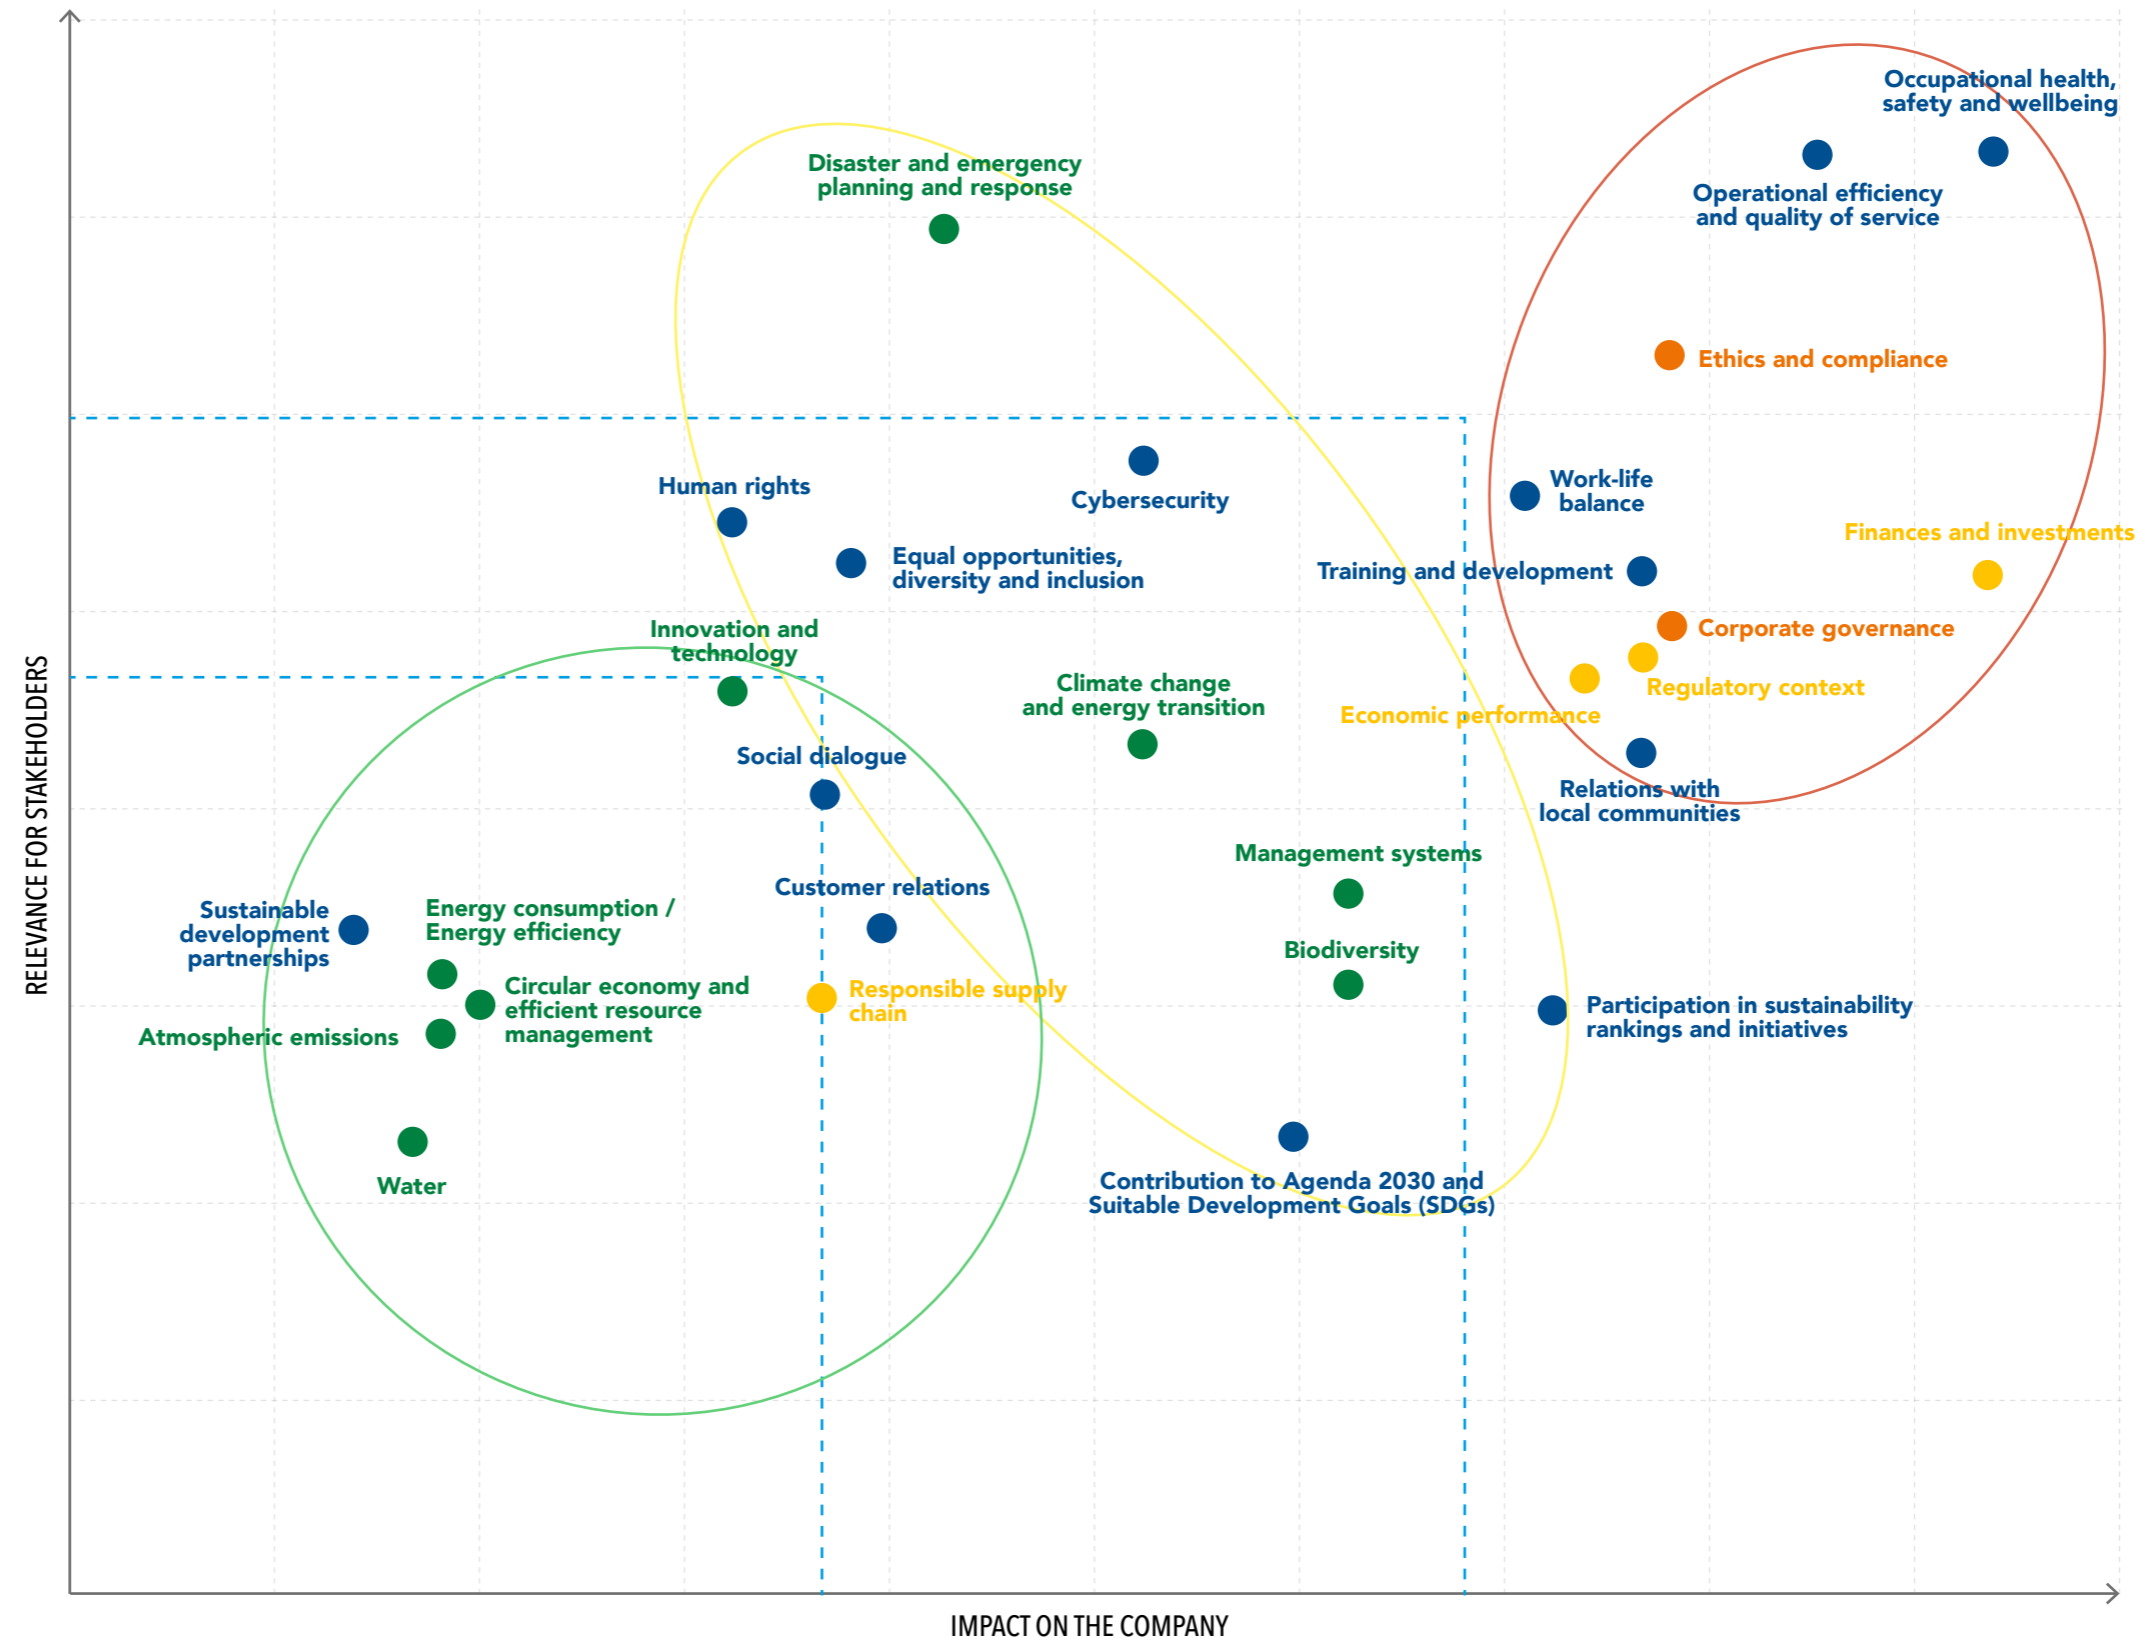 Occupational health,
safety and wellbeing
Operational efficiency
and quality of service
Disaster and emergency
planning and response
Ethics and compliance
Human rights
Cybersecurity
Work-life
balance
Finances and investments
Equal opportunities,
diversity and inclusion
Training and development
Innovation and
technology
Corporate governance
Climate change
and energy transition
Regulatory context
Economic performance
Social dialogue
Relations with
local communities
Management systems
Customer relations
Sustainable
development
partnerships
Energy consumption /
Energy efficiency
Biodiversity
Circular economy and
efficient resource
management
Responsible supply
chain
Participation in sustainability
rankings and initiatives
Atmospheric emissions
Water
Contribution to Agenda 2030 and
Suitable Development Goals (SDGs)
RELEVANCE FOR STAKEHOLDERS
IMPACT ON THE COMPANY